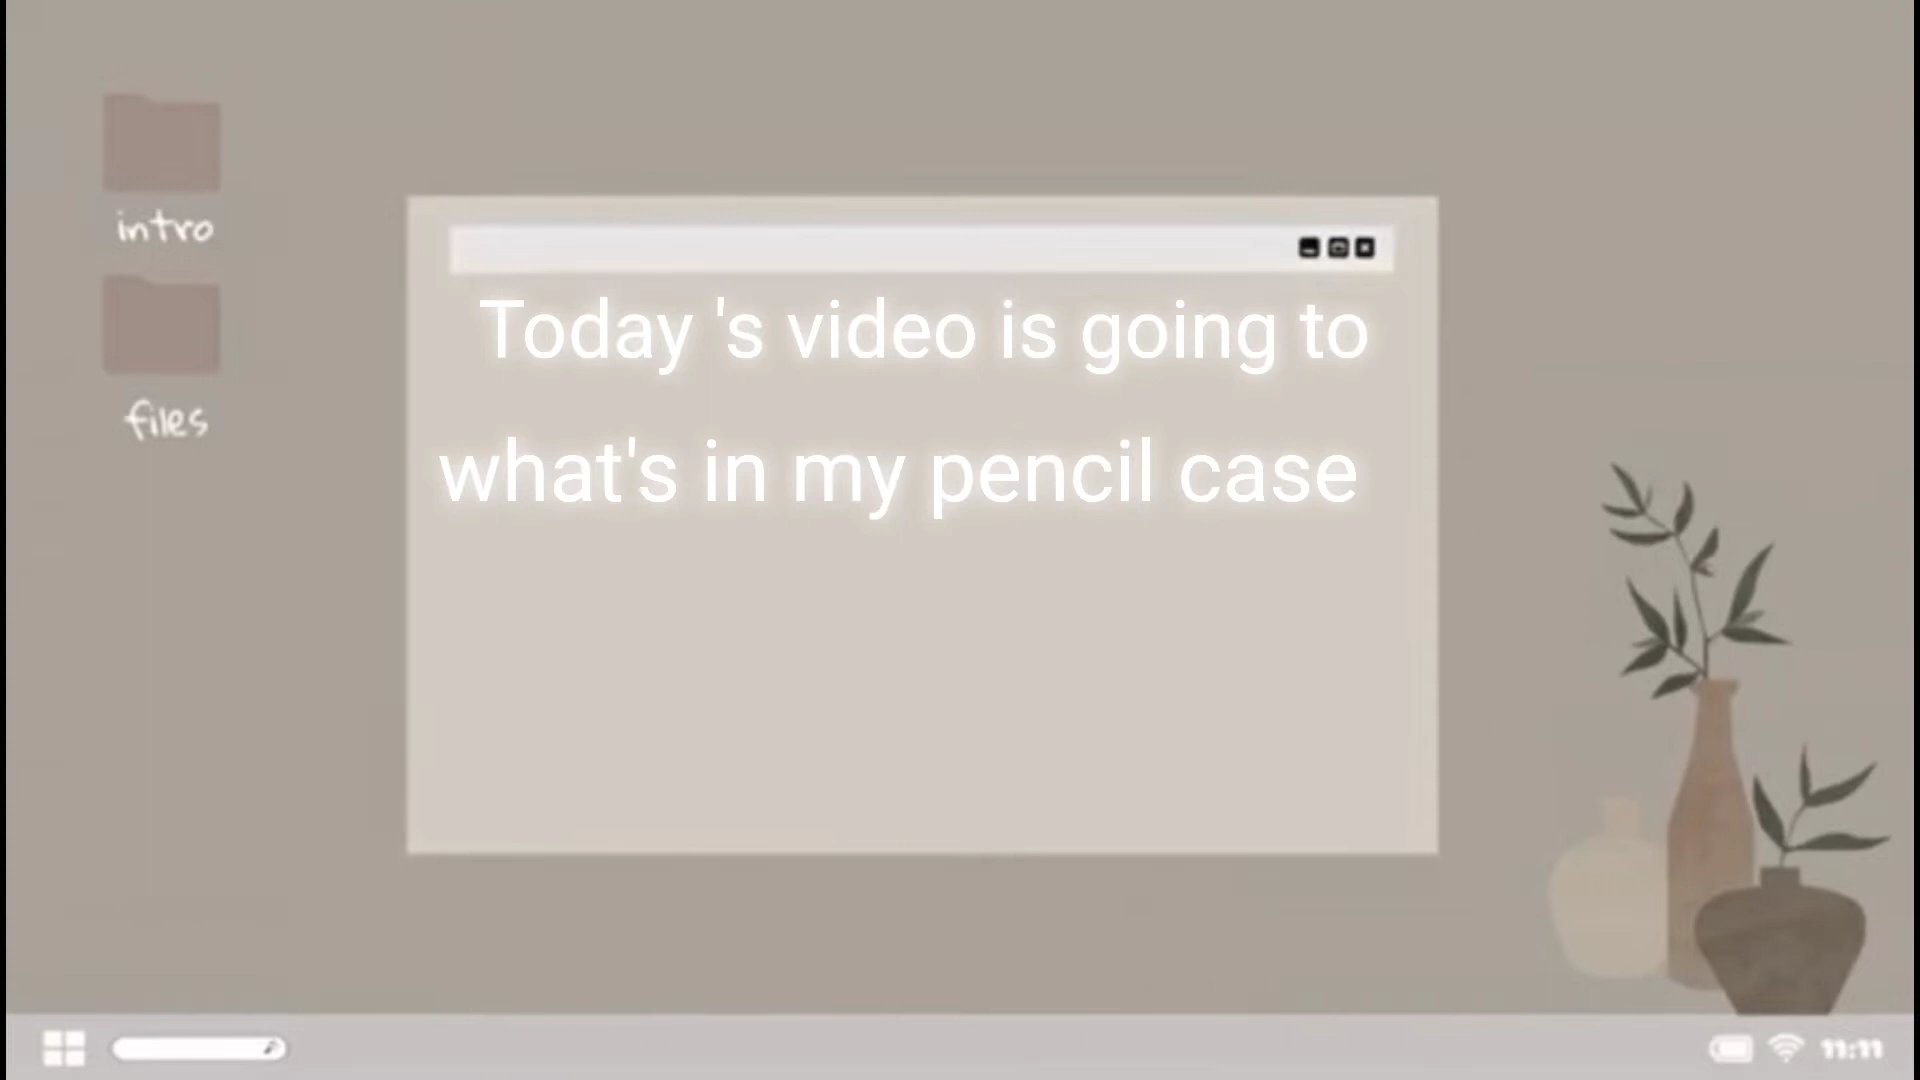 intro
files
Today 's video is going to
what's in my pencil case
11:11